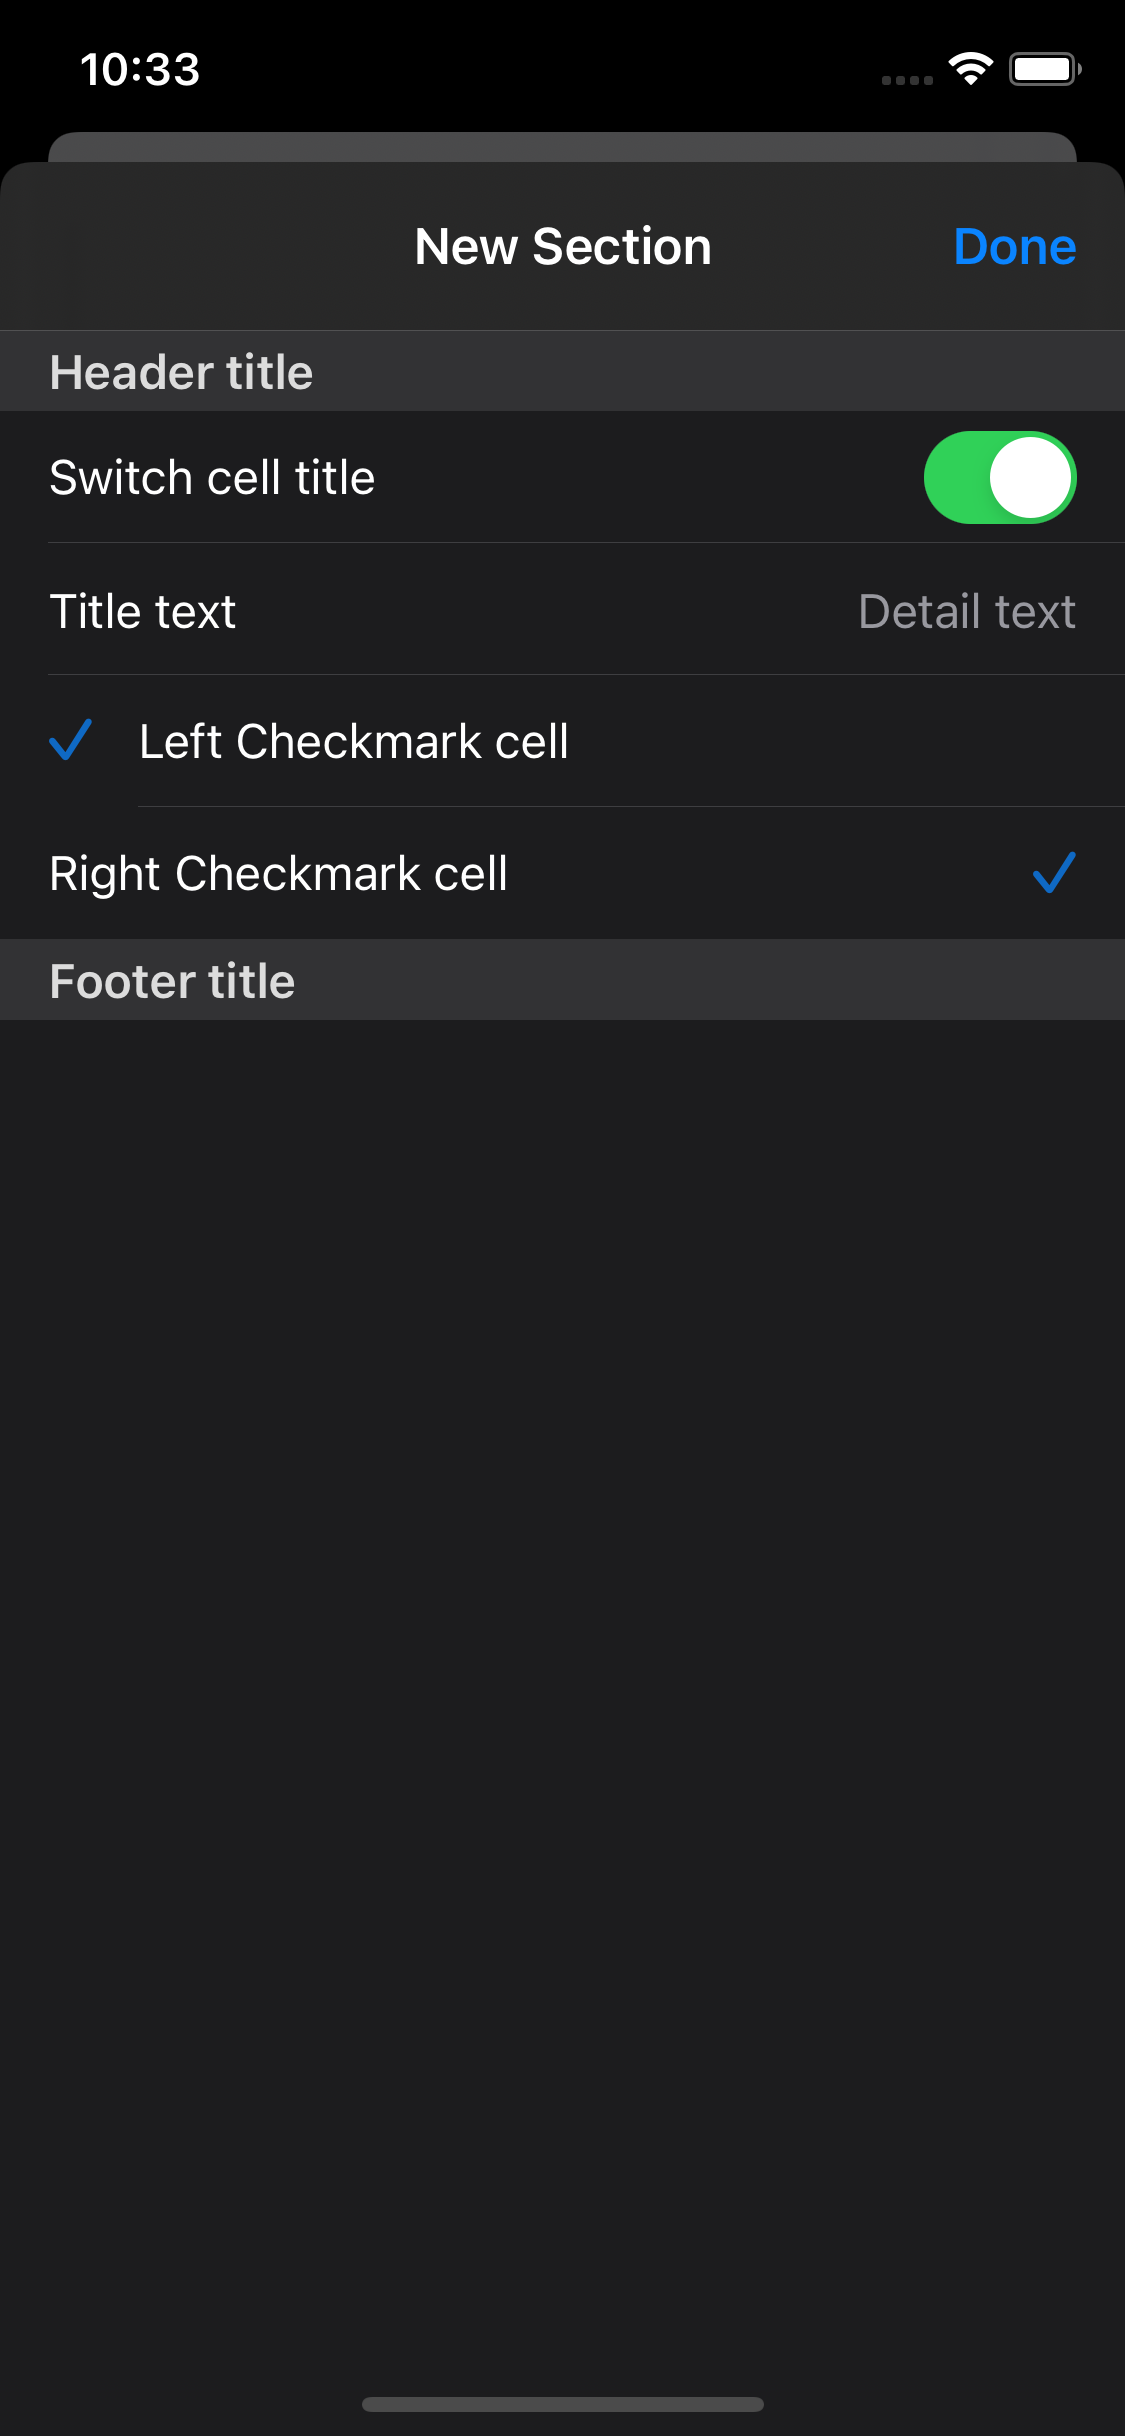 10:33
New Section
Done
Header title
Switch cell title
Title text
Detail text
Left Checkmark cell
Right Checkmark cell
Footer title